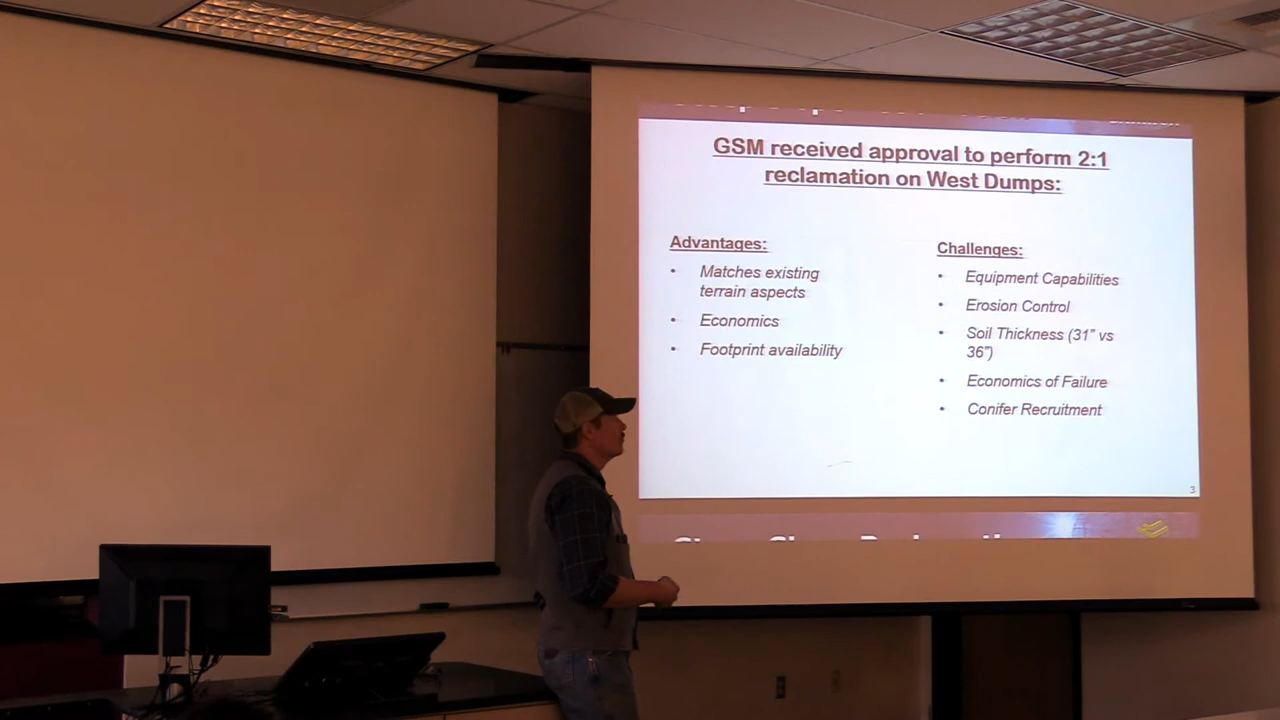 GSM received approval to perform 2:1
reclamation on West Dumps:
Advantages:
• Matches existing
terrain aspects
• Economics
• Footprint availability
Challenges:
• Equipment Capabilities
• Erosion Control
• Soil Thickness (31” vs
36”)
• Economics of Failure
• Conifer Recruitment
3